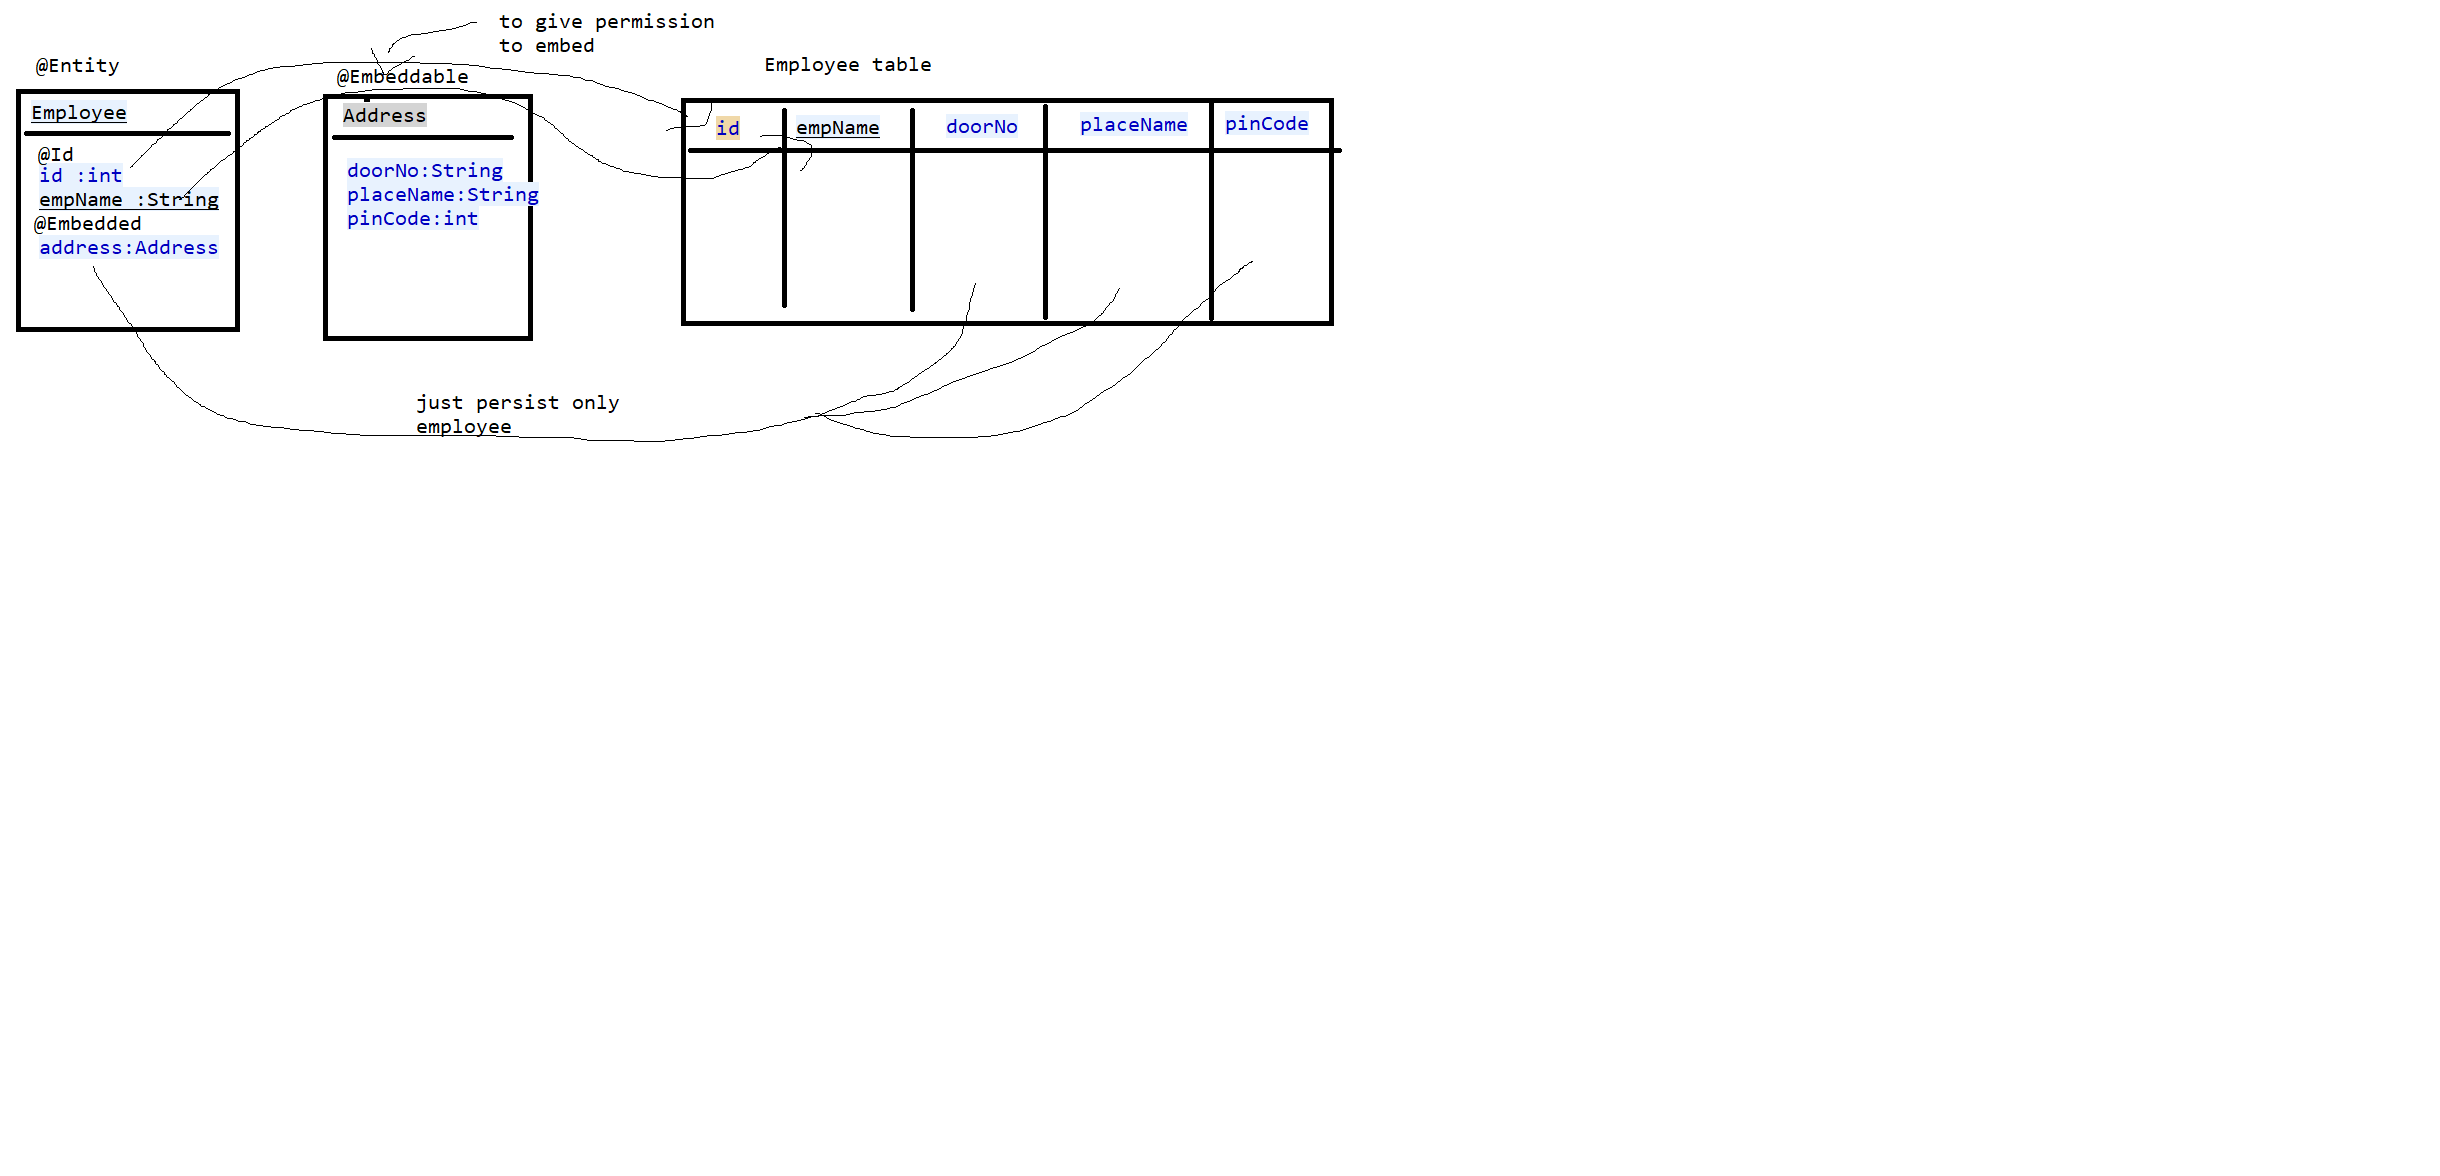 to give permission
to embed
@Entity
@Embeddable
Employee table
Employee
@Id
id :int
empName :String
@Embedded
address:Address
Address
doorNo:String
placeName:String
pinCode:int
id empName doorNo placeName pinCode
just persist only
employee